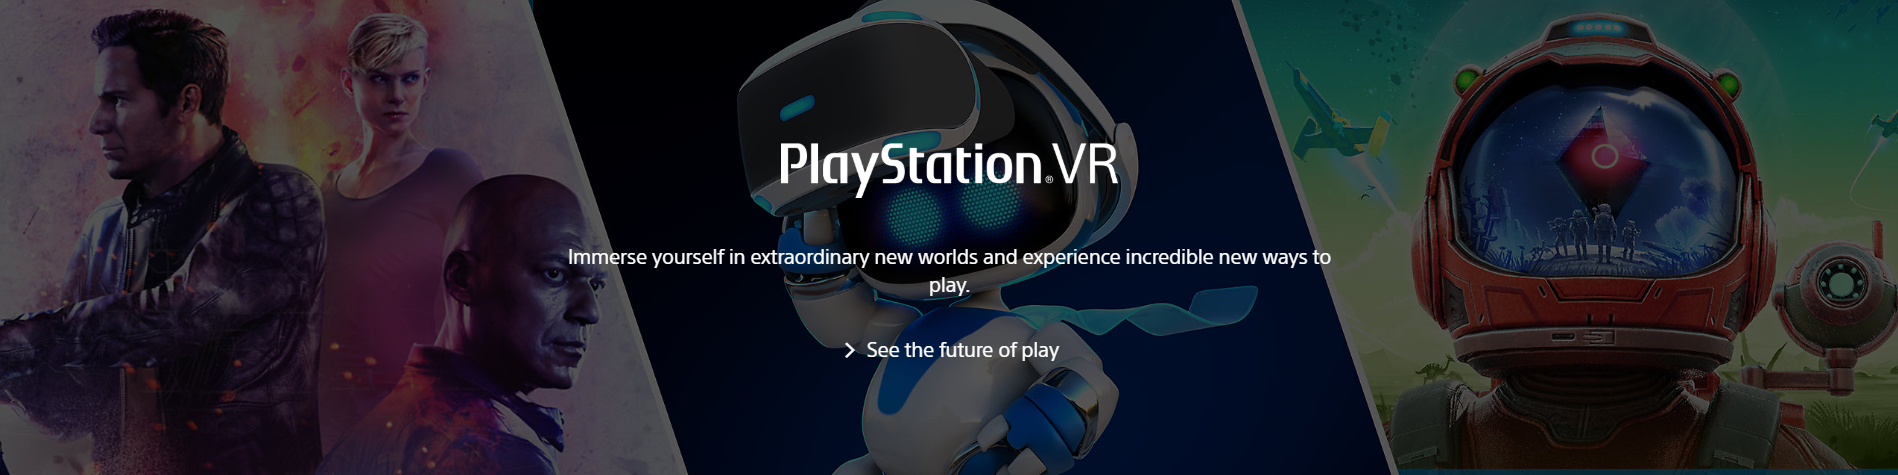 PlayStation®VR
Immerse yourself in extraordinary new worlds and experience incredible new ways to
play.
See the future of play